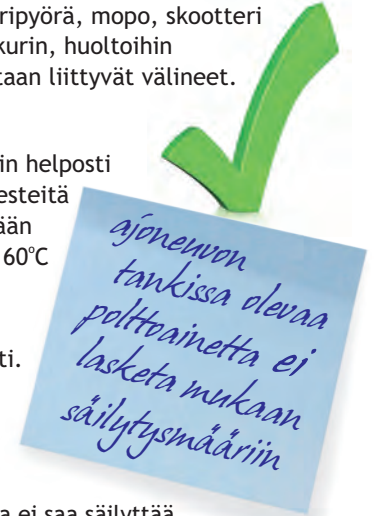 ripyörä, mopo, skootteri
kurin, huoltoihin
taan liittyvät välineet.
in helposti
esteitä
ään
60°C
ti.
ajoneuvon
tankissa olevaa
polttoainetta ei
lasketa mukaan
säilytysmääriin
a ei saa säilyttää